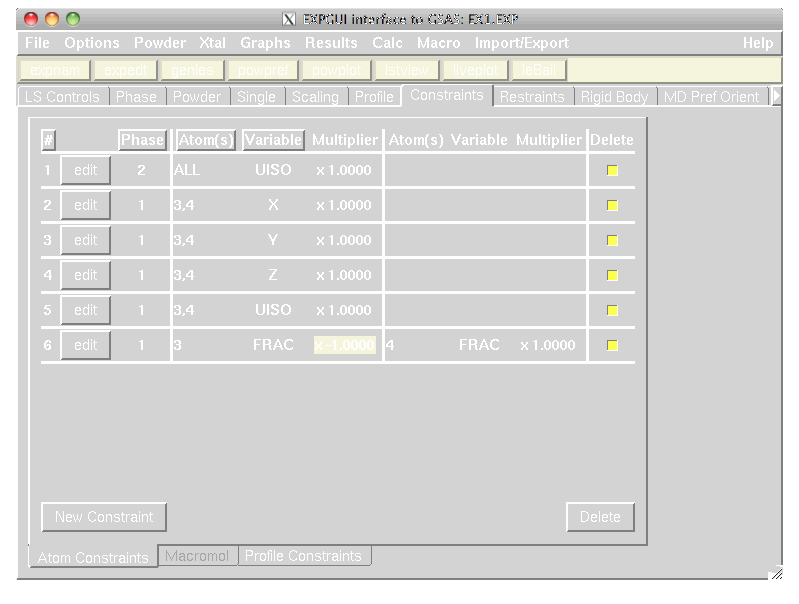 EXPGUI interface to GSAS: EX1.EXP
File Options Powder Xtal Graphs Results Calc Macro Import/Export Help
expnam expedt genles powpref powplot lstview liveplot leBail
LS Controls Phase Powder Single Scaling Profile Constraints Restraints Rigid Body MD Pref Orient
# Phase Atom(s) Variable Multiplier Atom(s) Variable Multiplier Delete
1 edit 2 ALL UISO x 1.0000
2 edit 1 3,4 X x 1.0000
3 edit 1 3,4 Y x 1.0000
4 edit 1 3,4 Z x 1.0000
5 edit 1 3,4 UISO x 1.0000
6 edit 1 3 FRAC x -1.0000 4 FRAC x 1.0000
New Constraint Delete
Atom Constraints Macromol Profile Constraints